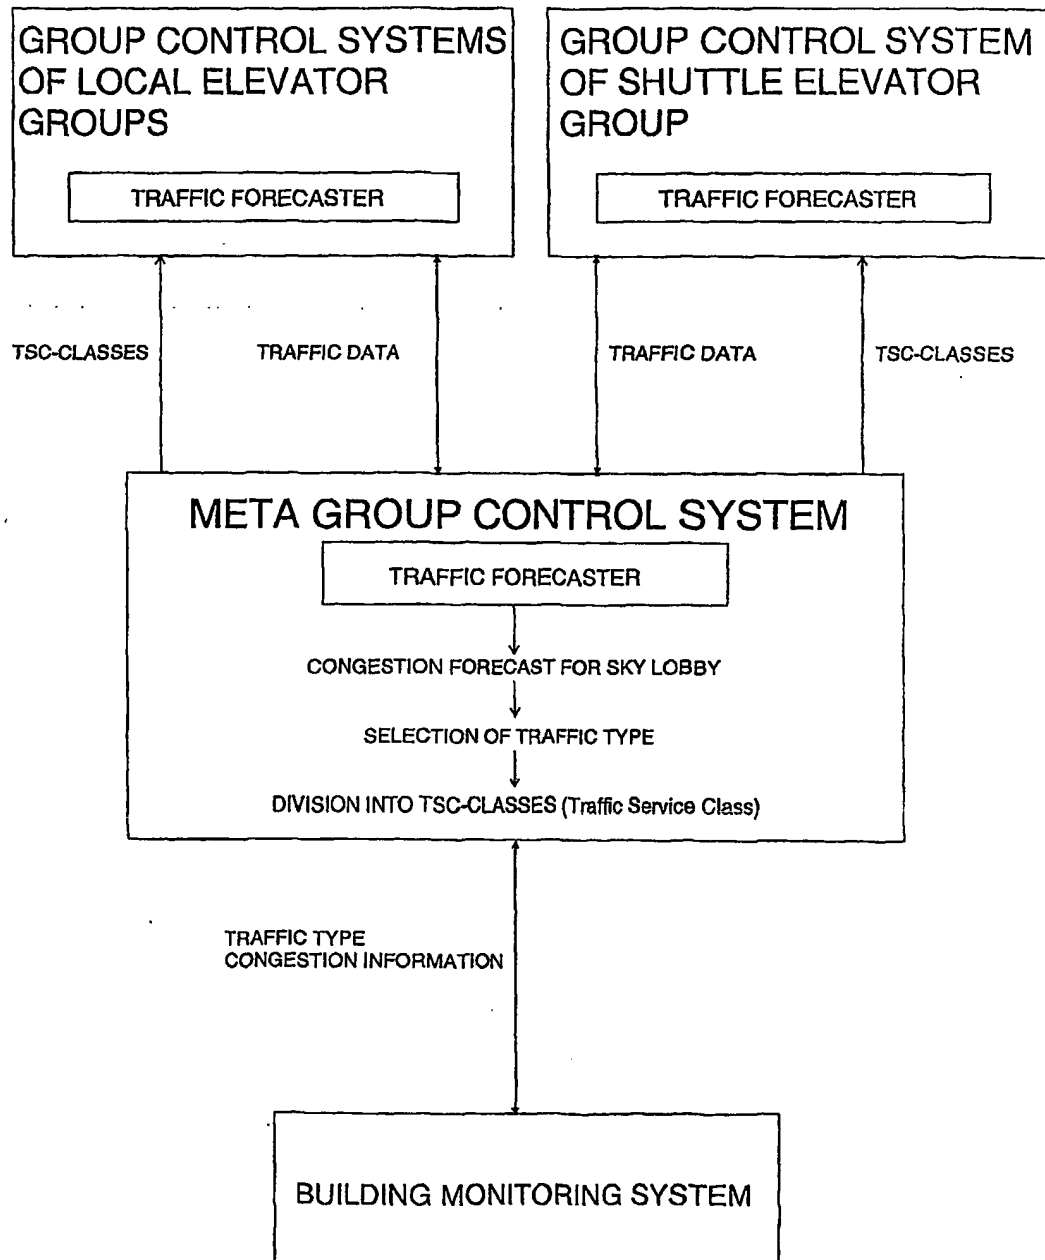 GROUP CONTROL SYSTEMS
OF LOCAL ELEVATOR
GROUPS
TRAFFIC FORECASTER
GROUP CONTROL SYSTEM
OF SHUTTLE ELEVATOR
GROUP
TRAFFIC FORECASTER
TSC-CLASSES
TRAFFIC DATA
TRAFFIC DATA
TSC-CLASSES
META GROUP CONTROL SYSTEM
TRAFFIC FORECASTER
CONGESTION FORECAST FOR SKY LOBBY
SELECTION OF TRAFFIC TYPE
DIVISION INTO TSC-CLASSES (Traffic Service Class)
TRAFFIC TYPE
CONGESTION INFORMATION
BUILDING MONITORING SYSTEM